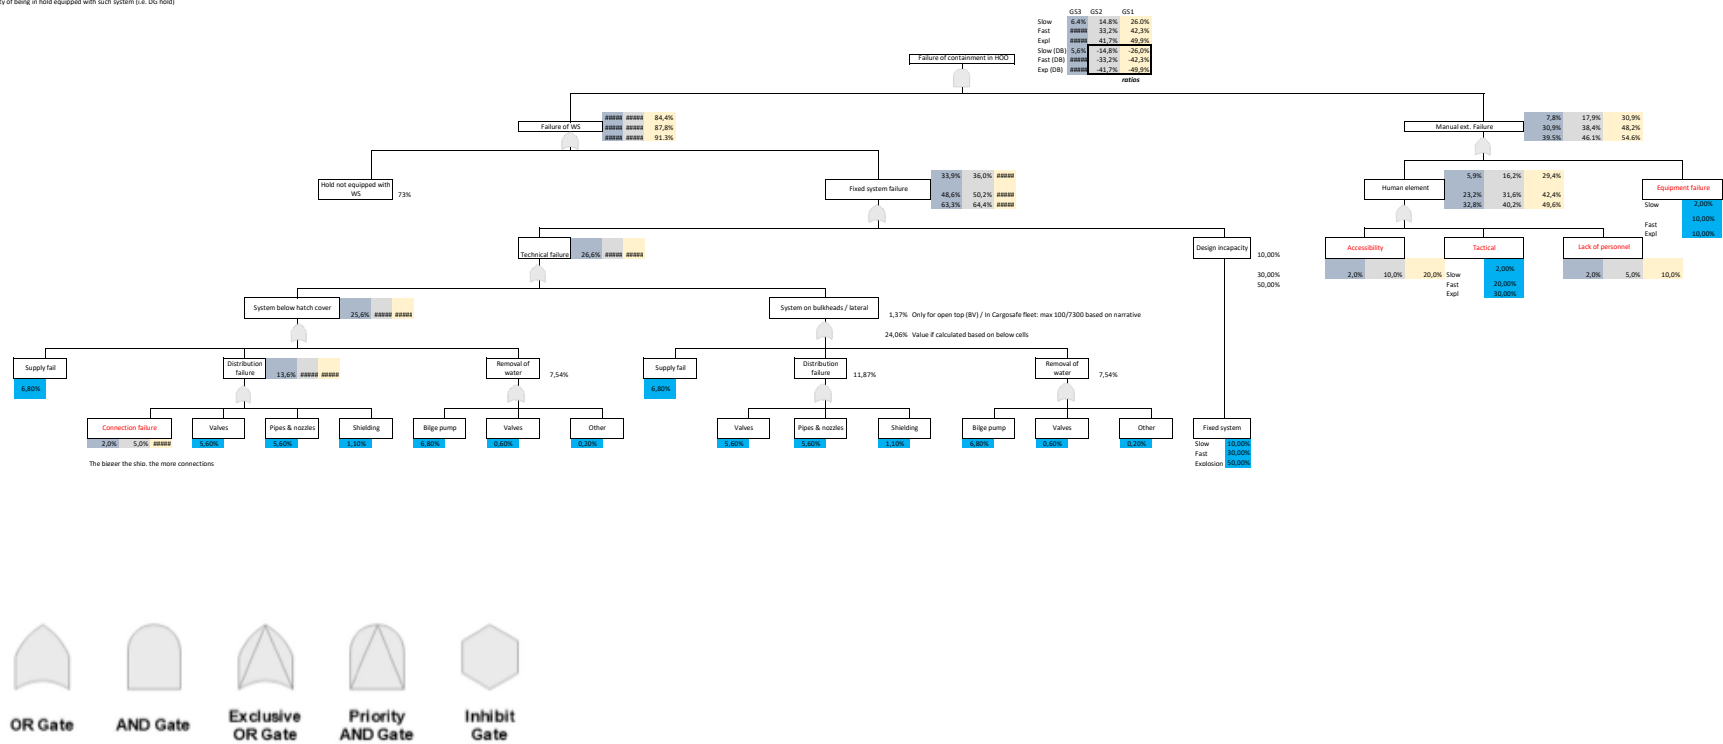 ty of being in hold equipped with such system (i.e. DG hold)
GS3 GS2 GS1
Slow 6.4% 14.8% 26.0%
Fast ##### 33,2% 42,3%
Expl ##### 41,7% 49,9%
Slow (DB) 5,6% -14,8% -26,0%
Fast (DB) ##### -33,2% -42,3%
Exp (DB) ##### -41,7% -49,9%
ratios
Failure of containment in HOO
Failure of WS
##### ##### 84,4%
##### ##### 87,8%
##### ##### 91.3%
Manual ext. Failure
7,8% 17,9% 30,9%
30,9% 38,4% 48,2%
39.5% 46.1% 54.6%
Hold not equipped with
WS
73%
Fixed system failure
33,9% 36,0% #####
48,6% 50,2% #####
63,3% 64,4% #####
Human element
5,9% 16,2% 29,4%
23,2% 31,6% 42,4%
32,8% 40,2% 49,6%
Equipment failure
Slow 2,00%
Fast 10,00%
Expl 10,00%
Technical failure
26,6% ##### #####
Design incapacity
10,00%
30,00%
50,00%
Accessibility
2,0% 10,0% 20,0%
Tactical
Slow 2,00%
Fast 20,00%
Expl 30,00%
Lack of personnel
2,0% 5,0% 10,0%
System below hatch cover
25,6% ##### #####
System on bulkheads / lateral
1,37% Only for open top (BV) / In Cargosafe fleet: max 100/7300 based on narrative
24,06% Value if calculated based on below cells
Supply fail
6,80%
Distribution
failure
13,6% ##### #####
Removal of
water
7,54%
Supply fail
6,80%
Distribution
failure
11,87%
Removal of
water
7,54%
Connection failure
2,0% 5,0% #####
Valves
5,60%
Pipes & nozzles
5,60%
Shielding
1,10%
Bilge pump
6,80%
Valves
0,60%
Other
0,20%
Valves
5,60%
Pipes & nozzles
5,60%
Shielding
1,10%
Bilge pump
6,80%
Valves
0,60%
Other
0,20%
Fixed system
Slow 10,00%
Fast 30,00%
Explosion 50,00%
The bigger the ship, the more connections
OR Gate
AND Gate
Exclusive
OR Gate
Priority
AND Gate
Inhibit
Gate